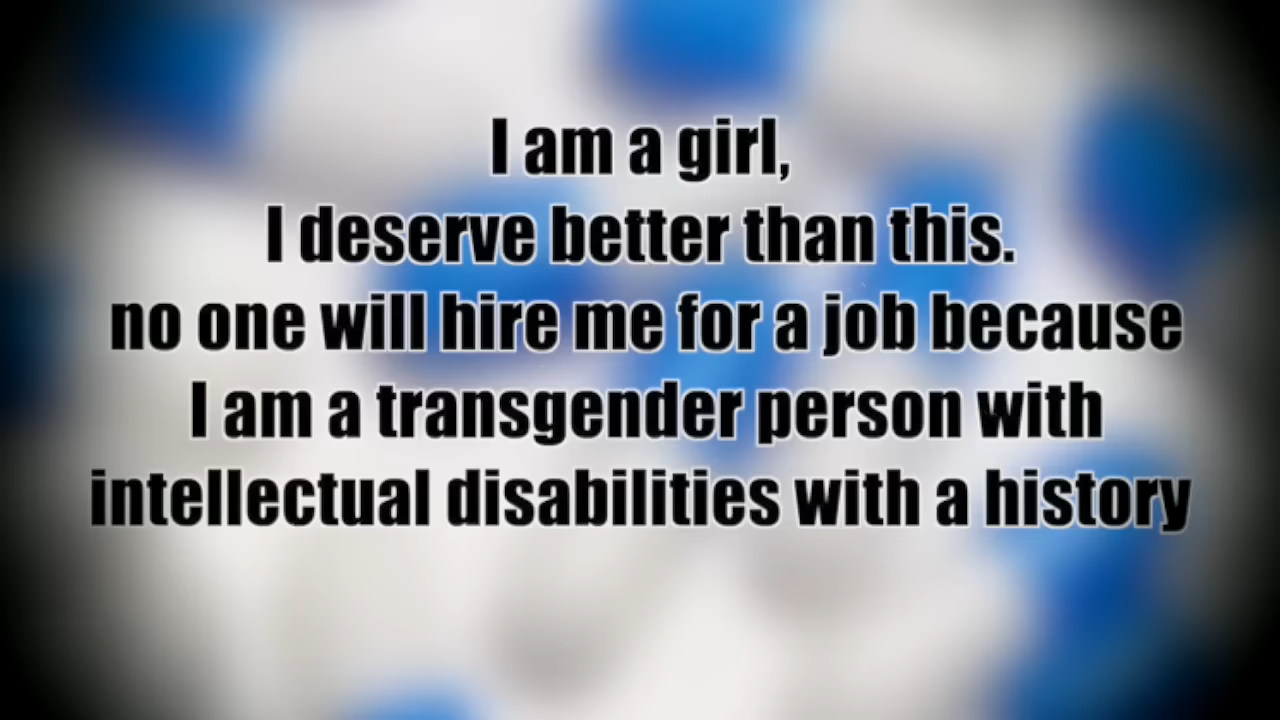 I am a girl,
I deserve better than this.
no one will hire me for a job because
I am a transgender person with
intellectual disabilities with a history